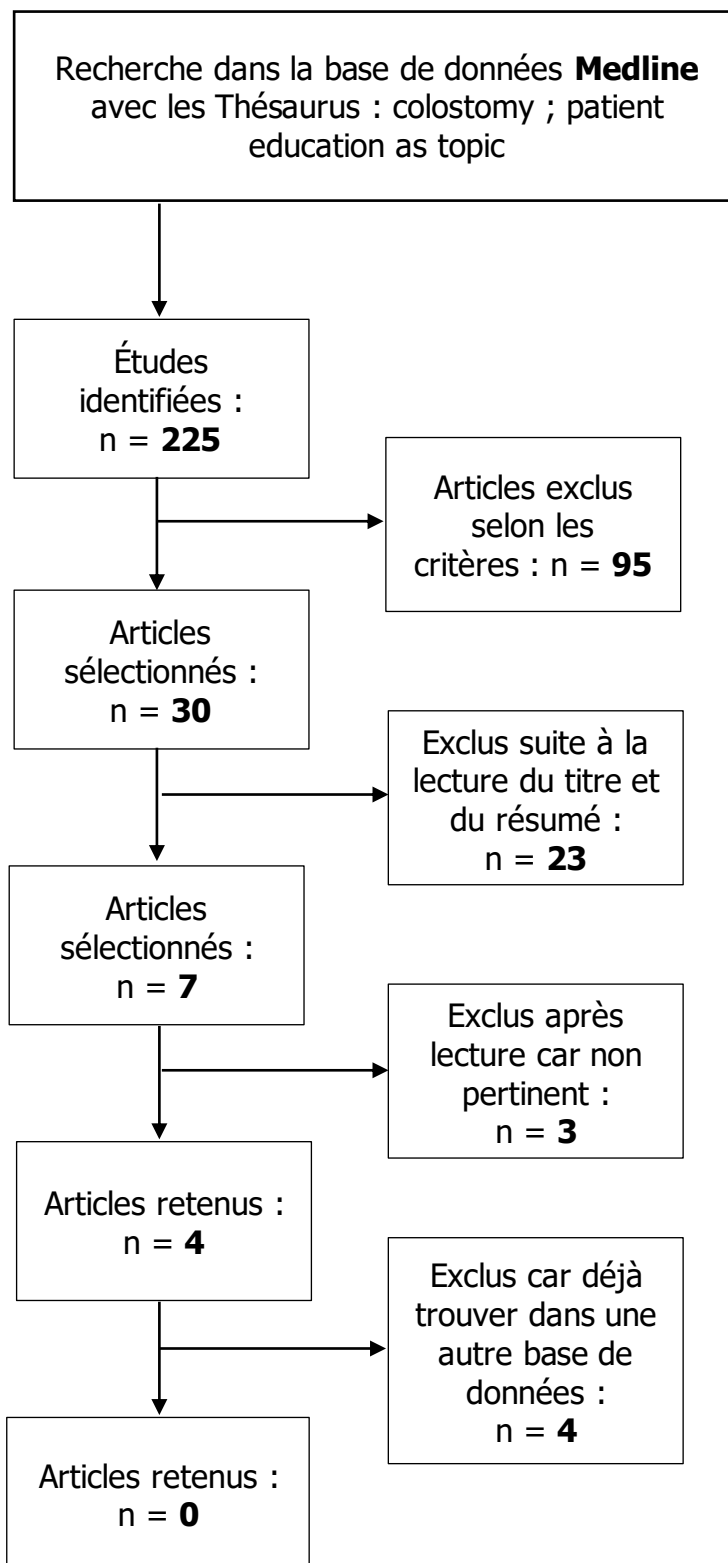 Recherche dans la base de données Medline
avec les Thésaurus : colostomy ; patient
education as topic
Études
identifiées :
n = 225
Articles exclus
selon les
critères : n = 95
Articles
sélectionnés :
n = 30
Exclus suite à la
lecture du titre et
du résumé :
n = 23
Articles
sélectionnés :
n = 7
Exclus après
lecture car non
pertinent :
n = 3
Articles retenus :
n = 4
Exclus car déjà
trouver dans une
autre base de
données :
n = 4
Articles retenus :
n = 0